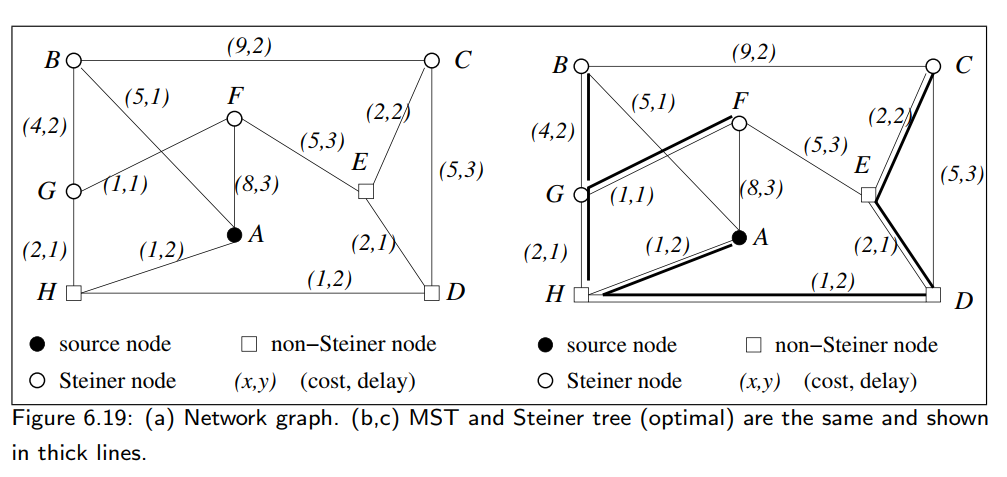 (9,2)
B C
(5,1) F (2,2)
(4,2) (5,3) E (5,3)
G (1,1) (8,3)
A
(2,1) (1,2) (2,1)
(1,2)
H D
source node non−Steiner node
Steiner node (x,y) (cost, delay)
(9,2)
B C
(5,1) F (2,2)
(4,2) (5,3) E (5,3)
G (1,1) (8,3)
A
(2,1) (1,2) (2,1)
(1,2)
H D
source node non−Steiner node
Steiner node (x,y) (cost, delay)
Figure 6.19: (a) Network graph. (b,c) MST and Steiner tree (optimal) are the same and shown
in thick lines.